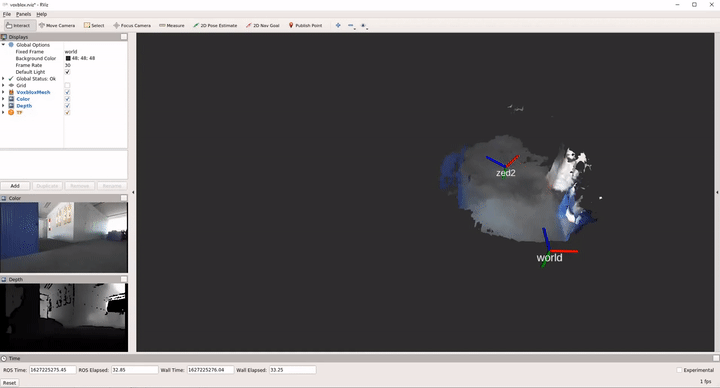 voxblox.rviz* - RViz
File Panels Help
Interact Move Camera Select Focus Camera Measure 2D Pose Estimate 2D Nav Goal Publish Point
Displays
Global Options
Fixed Frame world
Background Color 48; 48; 48
Frame Rate 30
Default Light
Global Status: Ok
Grid
VoxbloxMesh
Color
Depth
TF
Add Duplicate Remove Rename
Color
Depth
zed2
world
Time
ROS Time: 1627225275.45 ROS Elapsed: 32.85 Wall Time: 1627225276.04 Wall Elapsed: 33.25 Experimental
Reset 1 fps